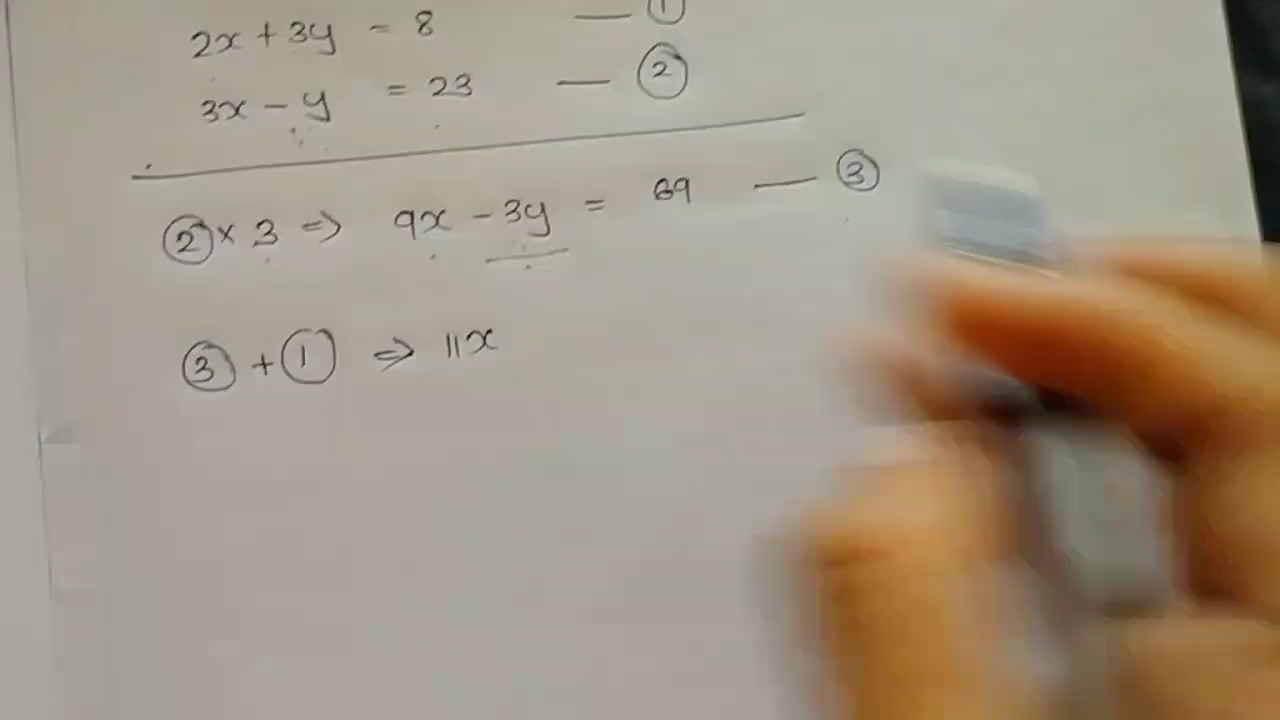 2x + 3y = 8 — ①
3x - y = 23 — ②
② × 3 ⇒ 9x - 3y = 69 — ③
③ + ① ⇒ 11x